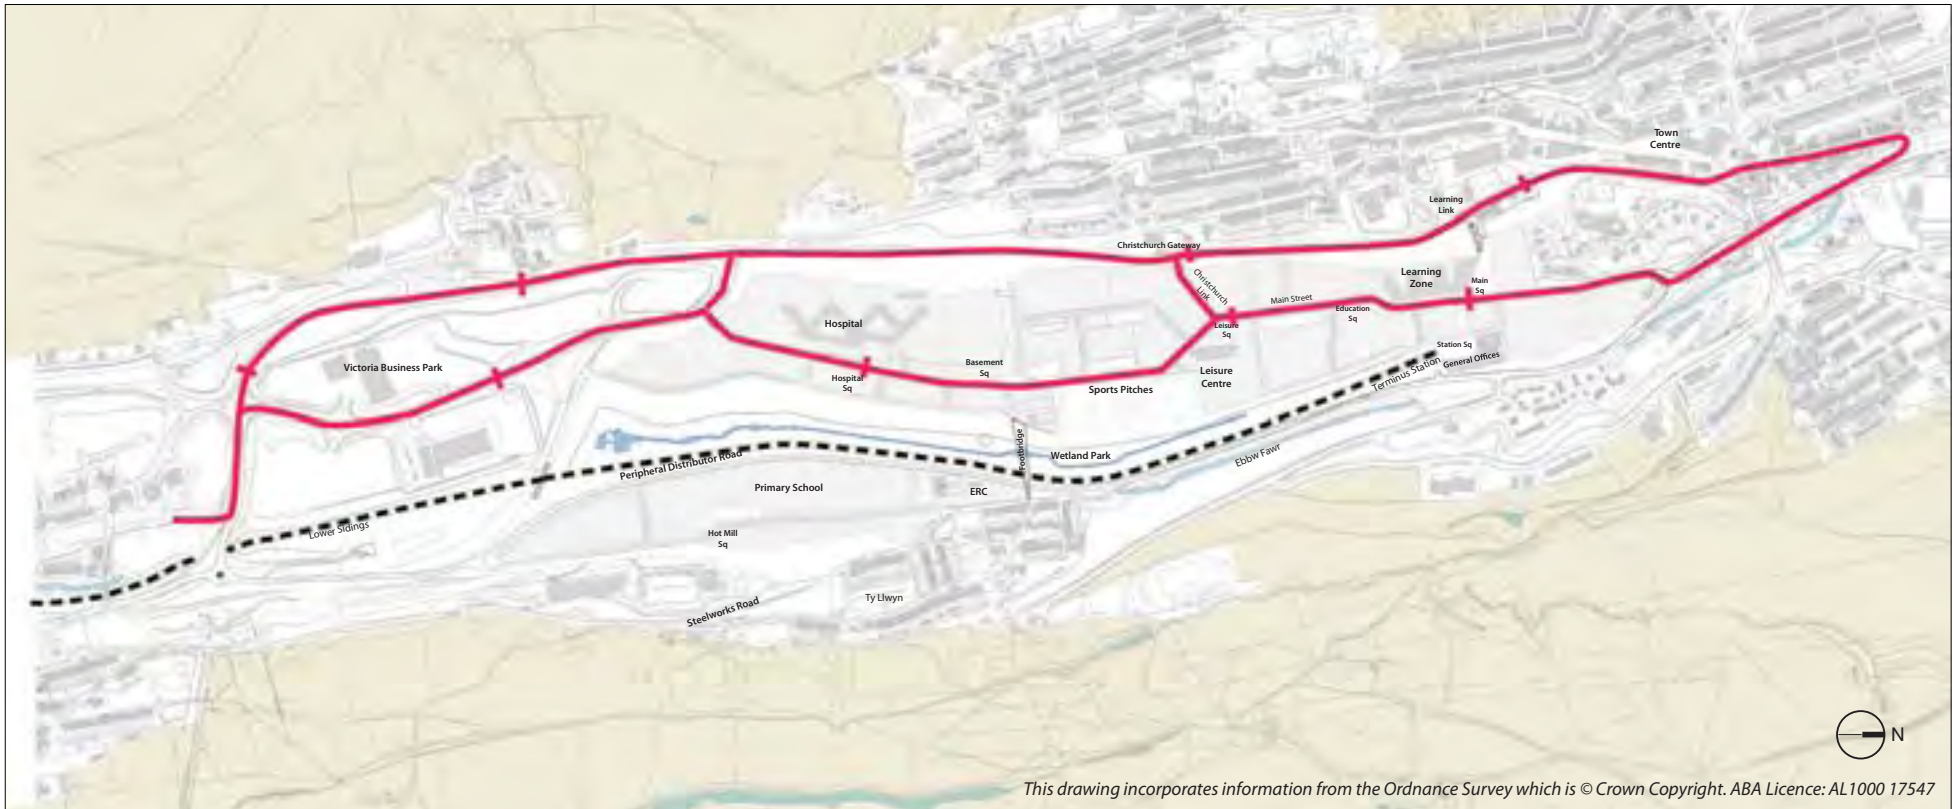 Town
Centre
Learning
Link
Christchurch Gateway
Christchurch
Link
Learning
Zone
Main
Sq
Main Street
Education
Sq
Leisure
Sq
Hospital
Victoria Business Park
Hospital
Sq
Basement
Sq
Sports Pitches
Leisure
Centre
Station Sq
General Offices
Terminus Station
Footbridge
Wetland Park
Ebbw Fawr
Peripheral Distributor Road
Primary School
ERC
Lower Sidings
Hot Mill
Sq
Steelworks Road
Ty Llwyn
N
This drawing incorporates information from the Ordnance Survey which is © Crown Copyright. ABA Licence: AL1000 17547